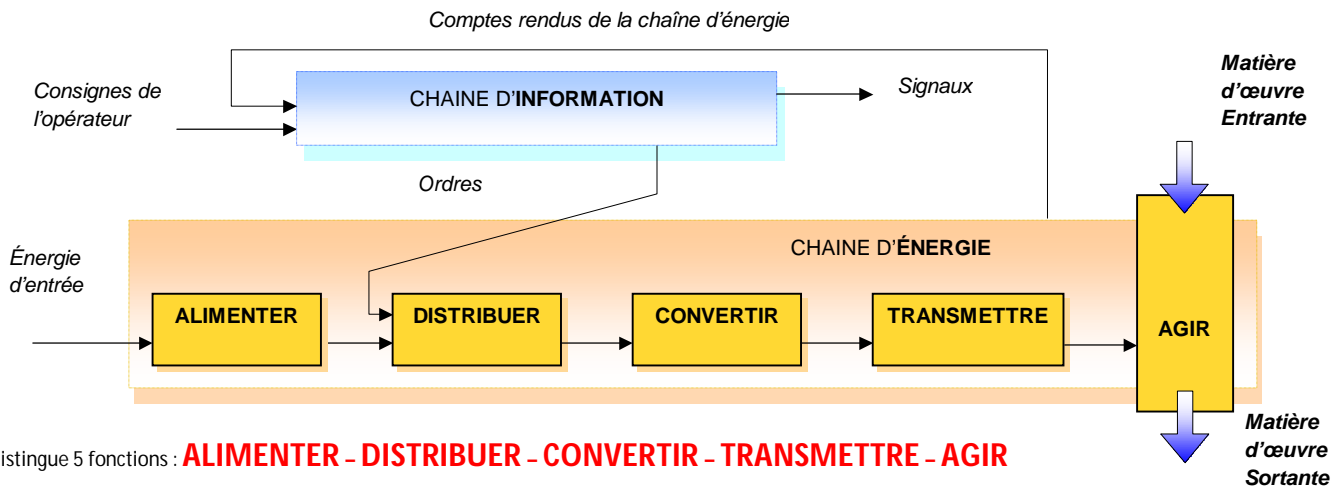 Comptes rendus de la chaîne d'énergie
Consignes de
l'opérateur
CHAINE D'INFORMATION
Signaux
Matière
d'œuvre
Entrante
Ordres
Énergie
d'entrée
CHAINE D'ÉNERGIE
ALIMENTER
DISTRIBUER
CONVERTIR
TRANSMETTRE
AGIR
istingue 5 fonctions : ALIMENTER – DISTRIBUER – CONVERTIR – TRANSMETTRE – AGIR
Matière
d'œuvre
Sortante